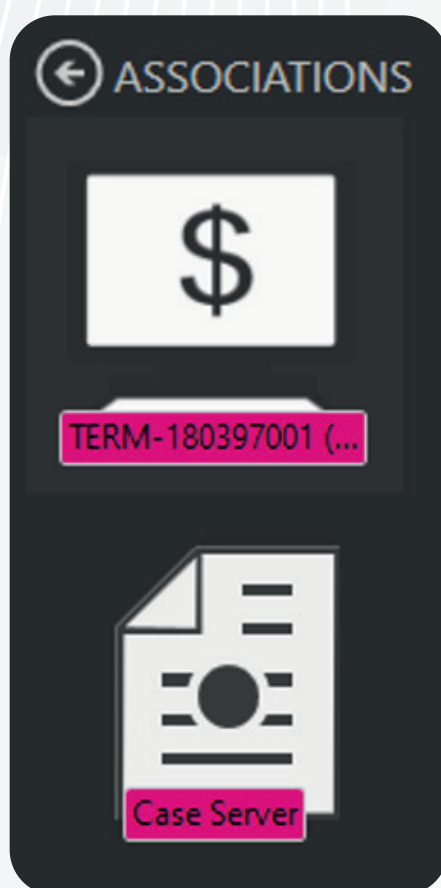 ASSOCIATIONS
$
TERM-180397001 (...
Case Server